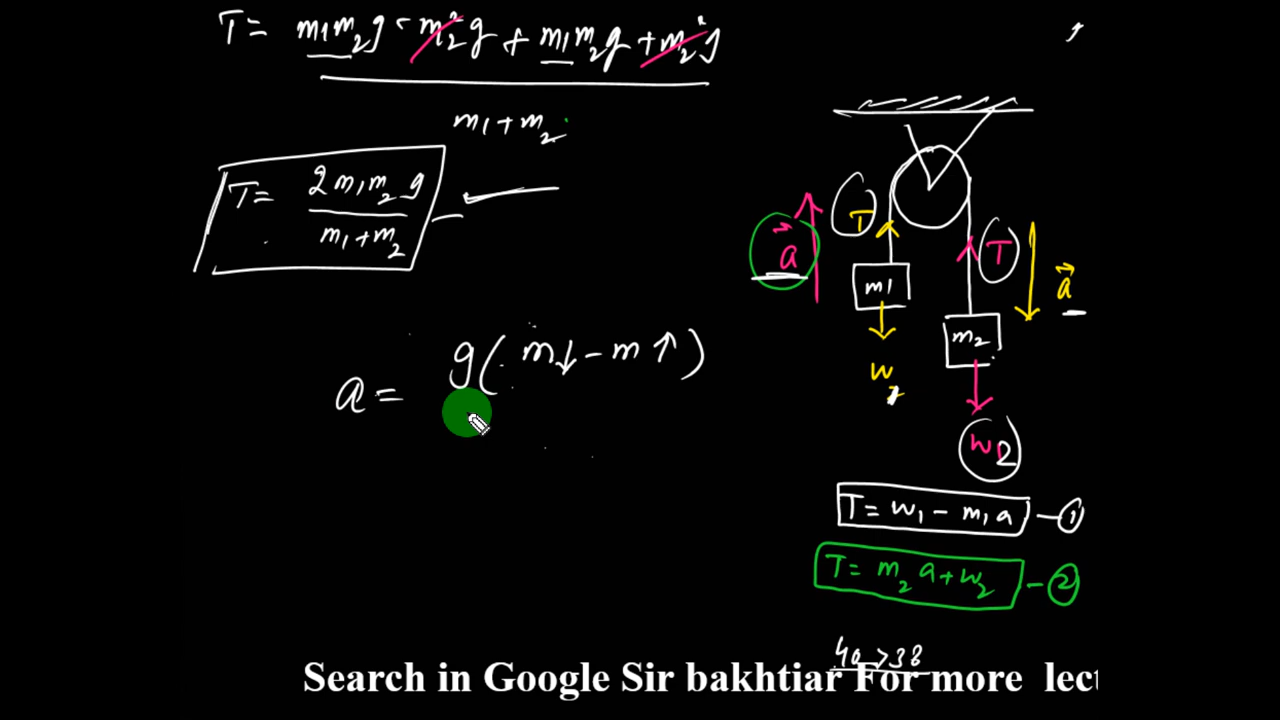 T = m1m2g - m2²g + m1m2g + m2²g
m1 + m2
T = 2m1m2g
m1 + m2
a = g( m↓ - m↑ )
T
T
a
a
m1
m2
w
w2
T = w1 - m1a — 1
T = m2a + w2 — 2
40 > 38
Search in Google Sir bakhtiar For more lect